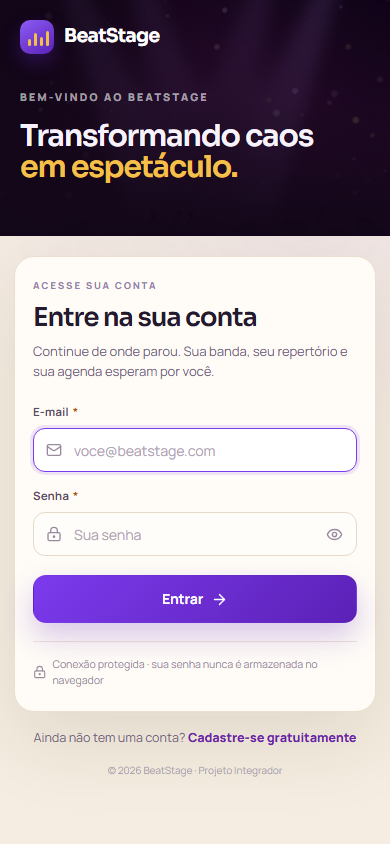 BeatStage
BEM-VINDO AO BEATSTAGE
Transformando caos
em espetáculo.
ACESSE SUA CONTA
Entre na sua conta
Continue de onde parou. Sua banda, seu repertório e
sua agenda esperam por você.
E-mail *
voce@beatstage.com
Senha *
Sua senha
Entrar →
Conexão protegida · sua senha nunca é armazenada no
navegador
Ainda não tem uma conta? Cadastre-se gratuitamente
© 2026 BeatStage · Projeto Integrador